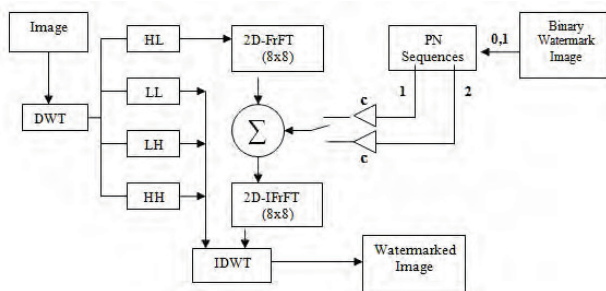 Image
HL
2D-FrFT
(8x8)
PN
Sequences
0,1
Binary
Watermark
Image
LL
1
2
c
DWT
Σ
LH
c
HH
2D-IFrFT
(8x8)
IDWT
Watermarked
Image